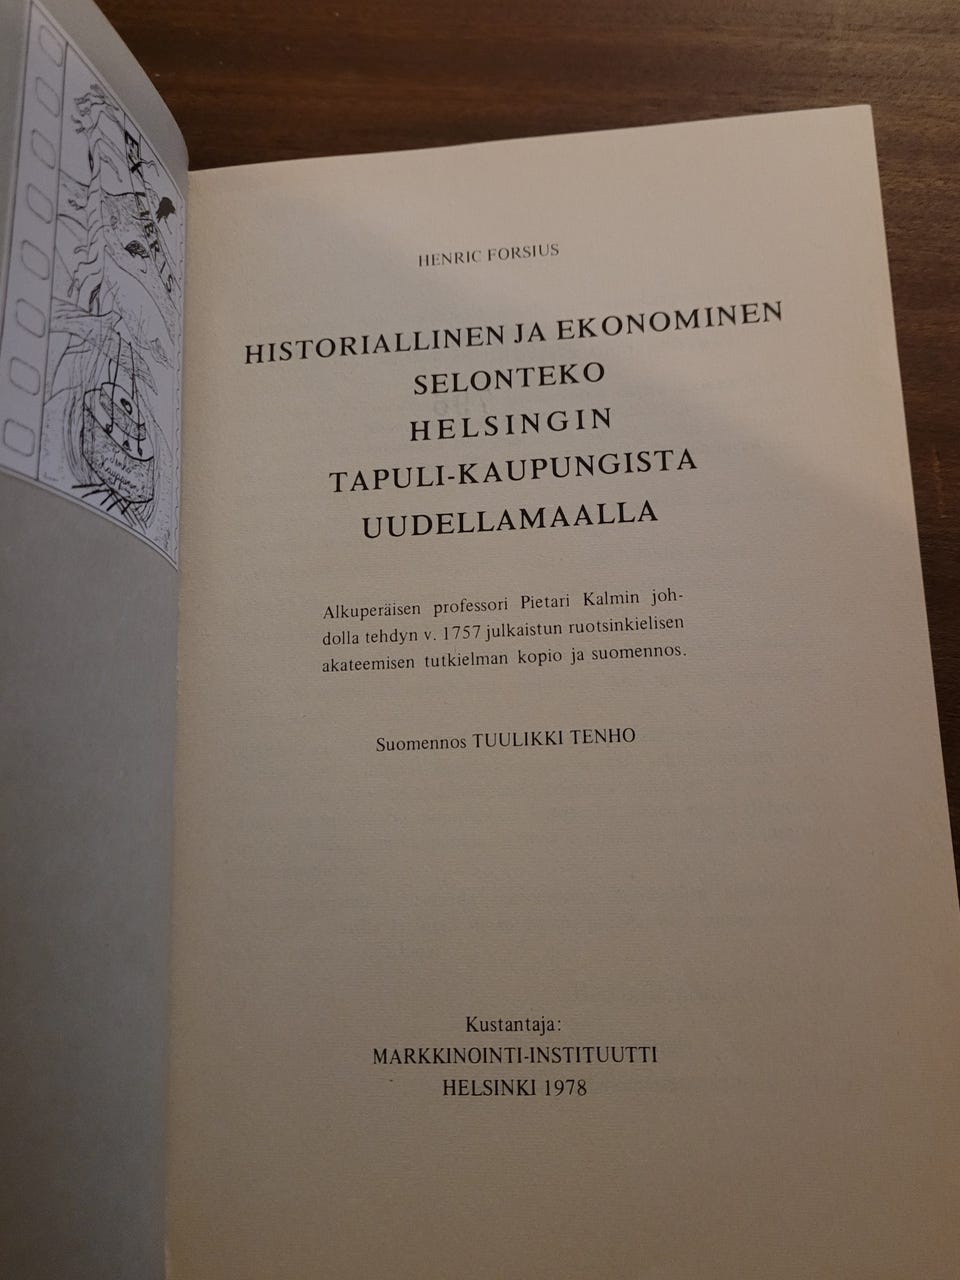 EX LIBRIS
HENRIC FORSIUS
HISTORIALLINEN JA EKONOMINEN
SELONTEKO
HELSINGIN
TAPULI-KAUPUNGISTA
UUDELLAMAALLA
Alkuperäisen professori Pietari Kalmin joh-
dolla tehdyn v. 1757 julkaistun ruotsinkielisen
akateemisen tutkielman kopio ja suomennos.
Suomennos TUULIKKI TENHO
Kustantaja:
MARKKINOINTI-INSTITUUTTI
HELSINKI 1978